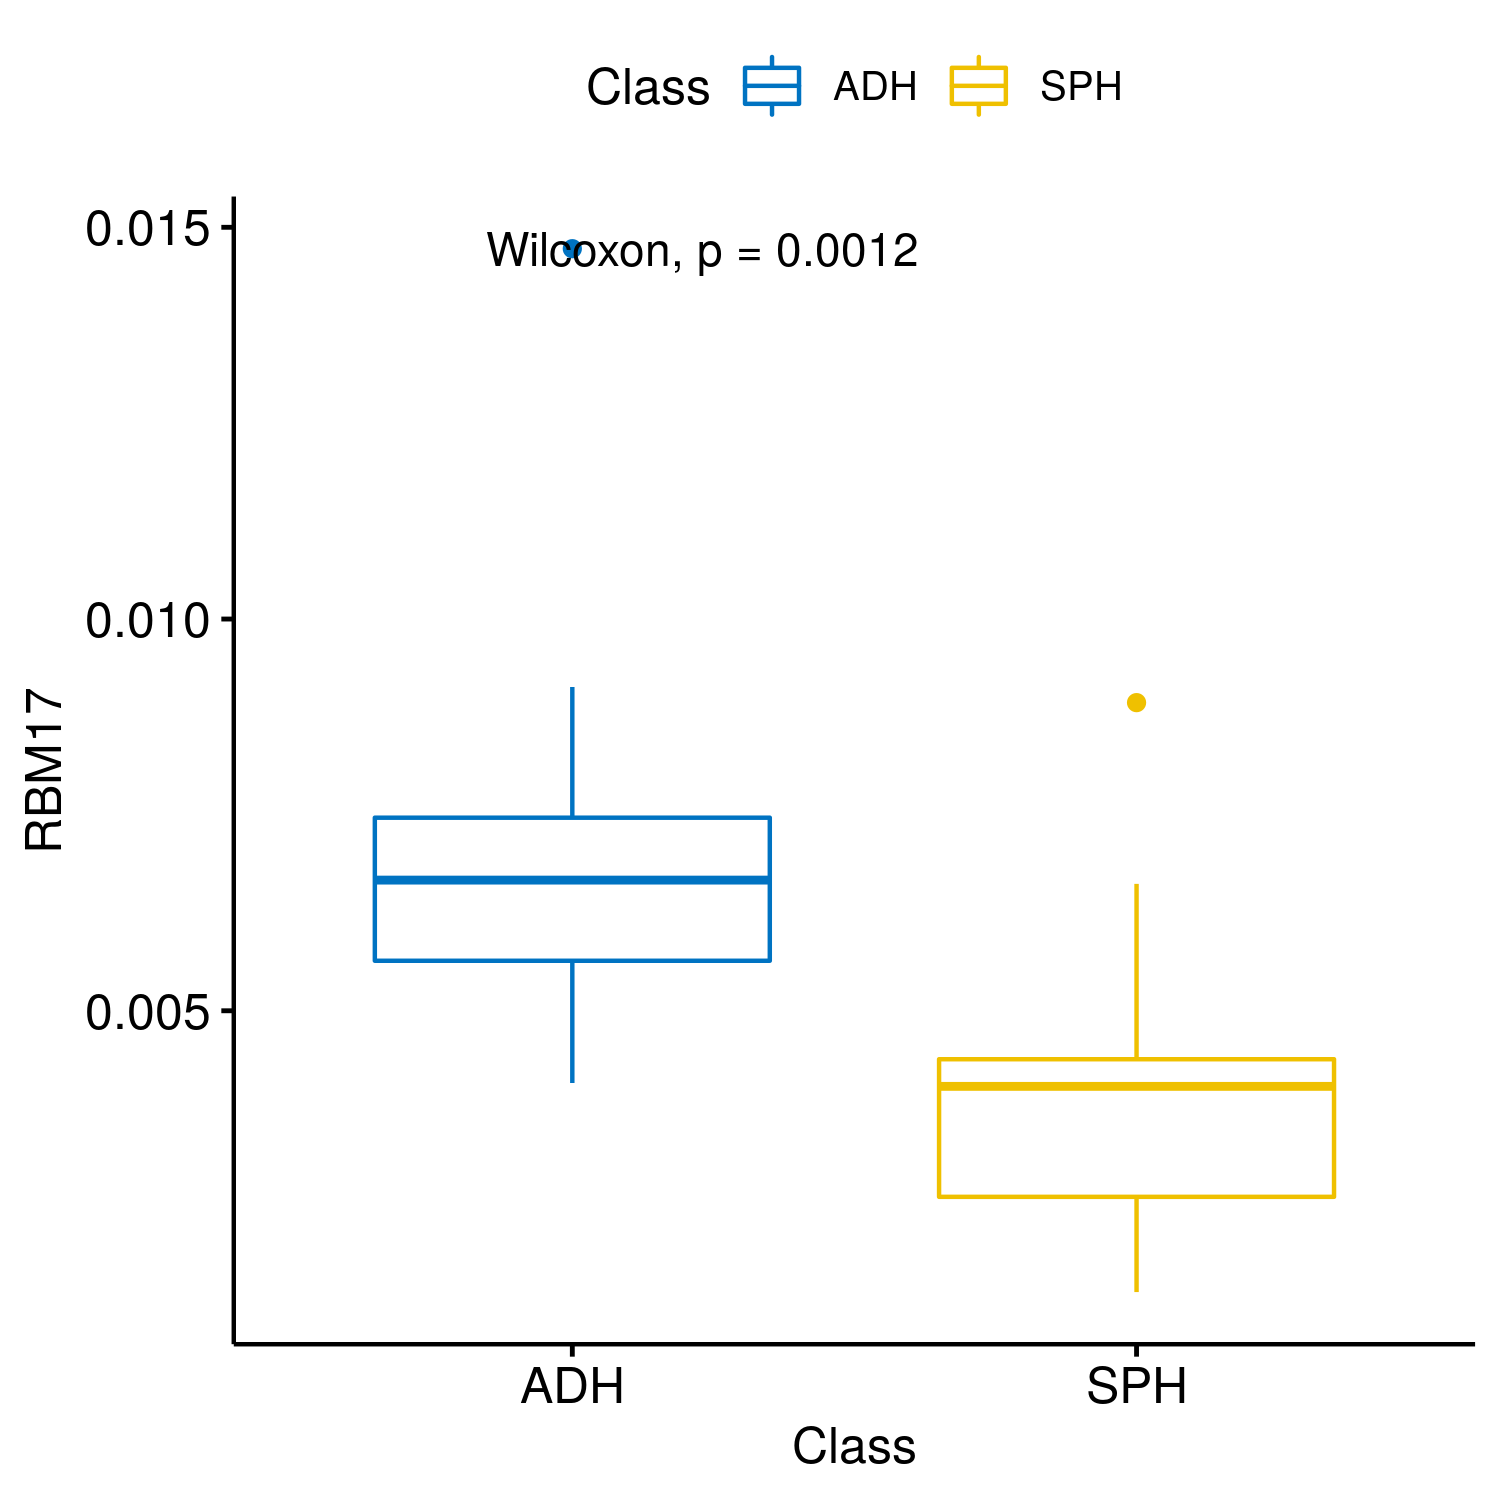 Class ADH SPH
0.015
Wilcoxon, p = 0.0012
0.010
0.005
RBM17
ADH SPH
Class